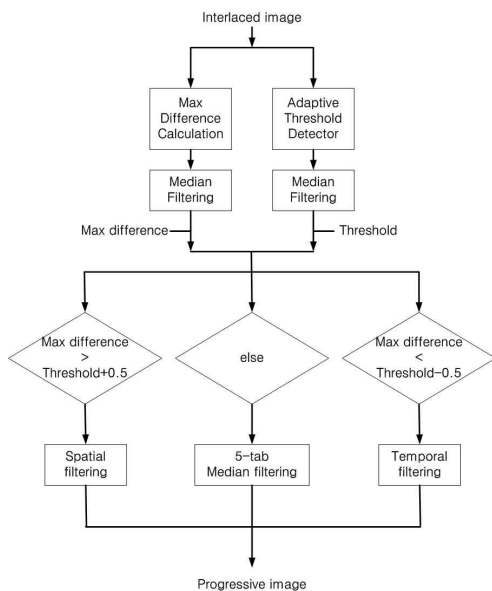 Interlaced image
Max
Difference
Calculation
Adaptive
Threshold
Detector
Median
Filtering
Median
Filtering
Max difference
Threshold
Max difference
>
Threshold+0.5
else
Max difference
<
Threshold-0.5
Spatial
filtering
5-tab
Median filtering
Temporal
filtering
Progressive image